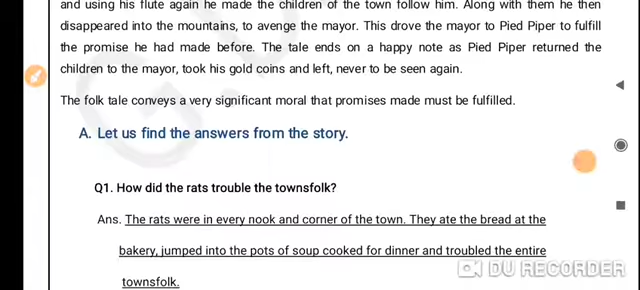 and using his flute again he made the children of the town follow him. Along with them he then
disappeared into the mountains, to avenge the mayor. This drove the mayor to Pied Piper to fulfill
the promise he had made before. The tale ends on a happy note as Pied Piper returned the
children to the mayor, took his gold coins and left, never to be seen again.
The folk tale conveys a very significant moral that promises made must be fulfilled.
A. Let us find the answers from the story.
Q1. How did the rats trouble the townsfolk?
Ans. The rats were in every nook and corner of the town. They ate the bread at the
bakery, jumped into the pots of soup cooked for dinner and troubled the entire
townsfolk.
DU RECORDER